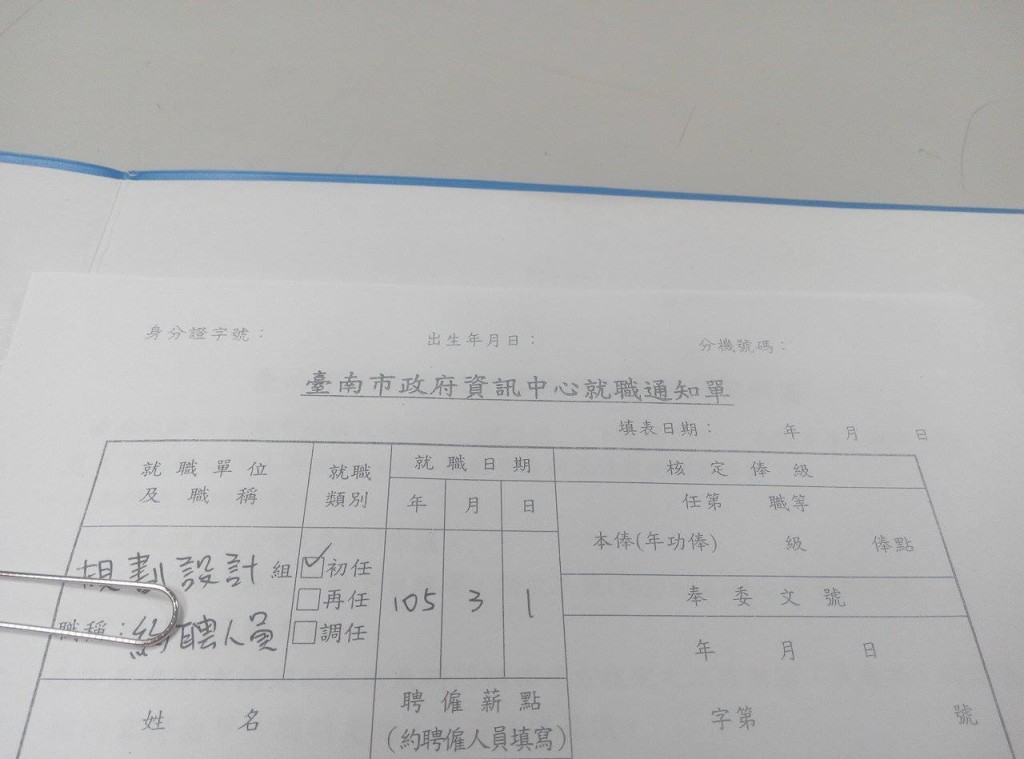 身分證字號： 出生年月日： 分機號碼：
臺南市政府資訊中心就職通知單
填表日期： 年 月 日
就職單位及職稱 就職類別 就職日期 核定俸級
年 月 日 任第 職等
本俸(年功俸) 級 俸點
規劃設計組 ☑初任 105 3 1
□再任 奉委文號
職稱：約聘人員 □調任
年 月 日
姓名 聘僱薪點 字第 號
(約聘僱人員填寫)